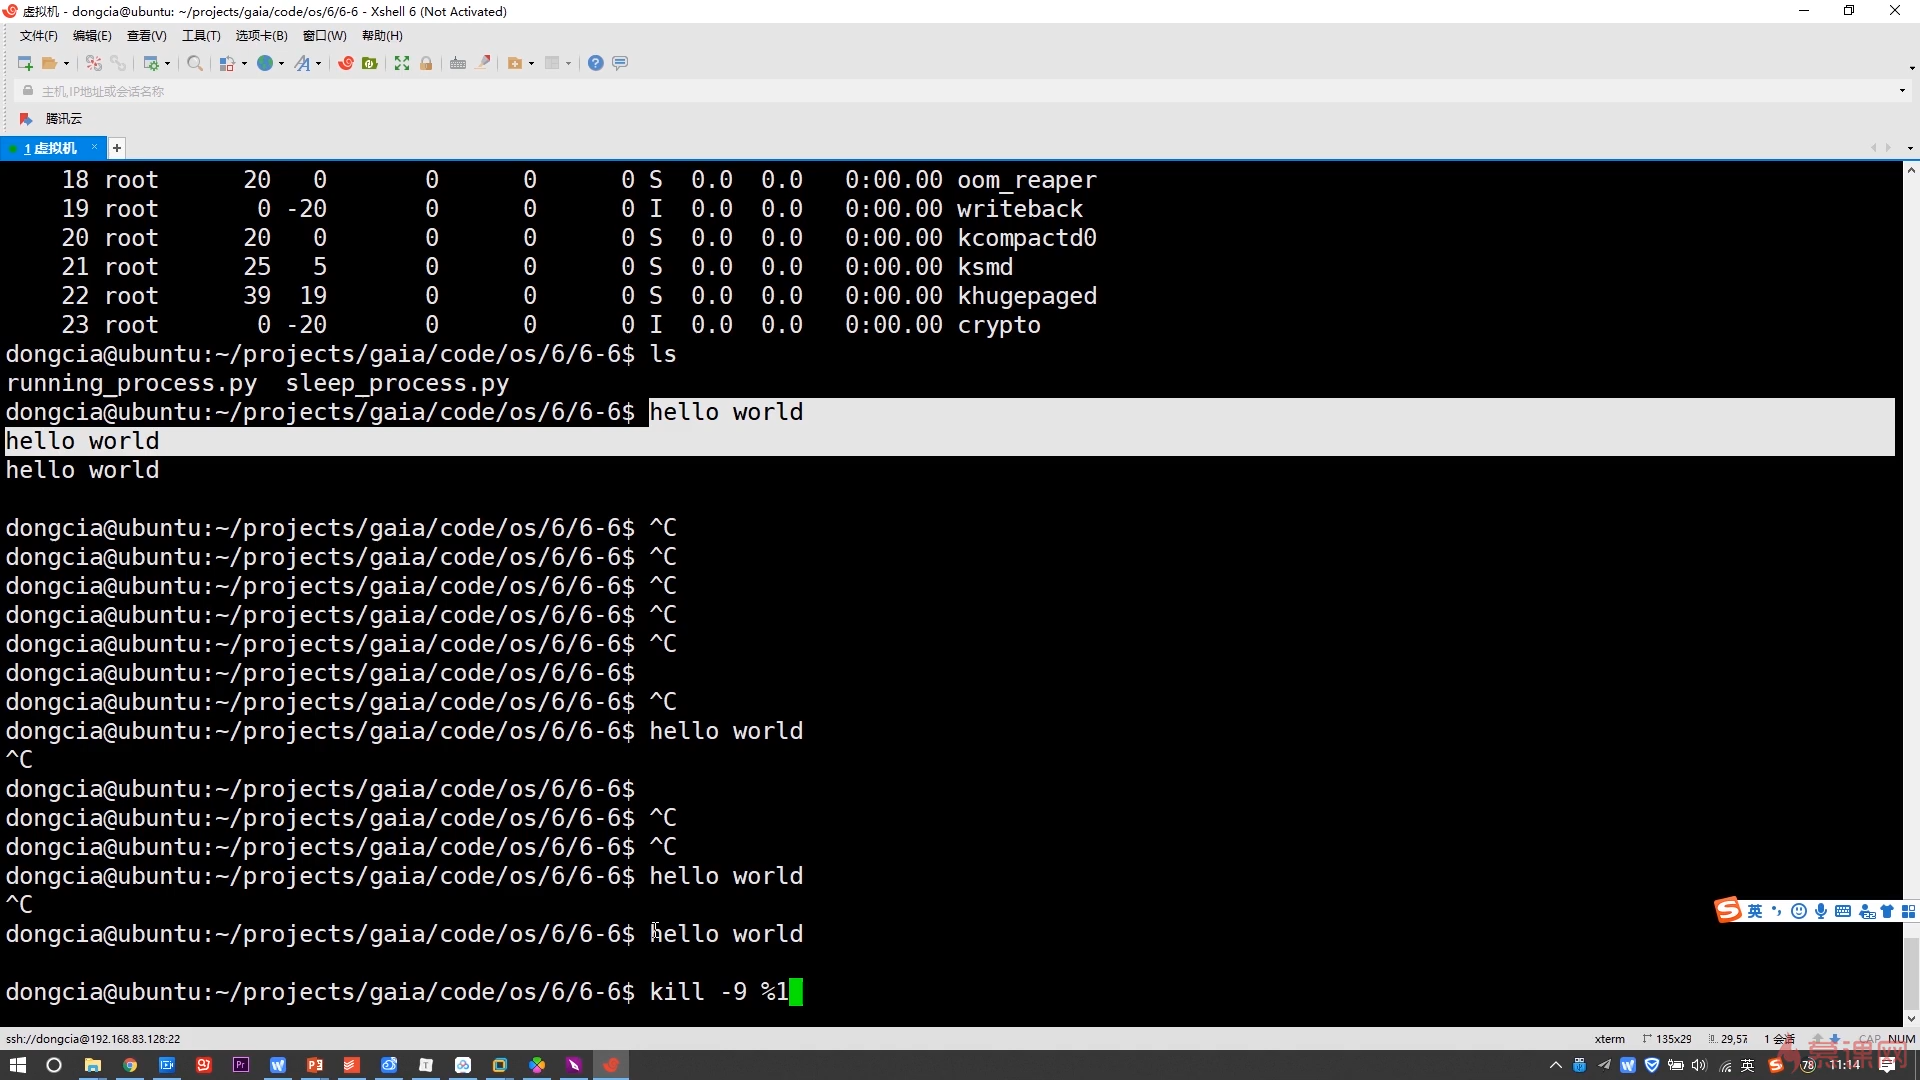 虚拟机 - dongcia@ubuntu: ~/projects/gaia/code/os/6/6-6 - Xshell 6 (Not Activated)
文件(F) 编辑(E) 查看(V) 工具(T) 选项卡(B) 窗口(W) 帮助(H)
主机,IP地址或会话名称
腾讯云
1 虚拟机 × +
18 root 20 0 0 0 0 S 0.0 0.0 0:00.00 oom_reaper
19 root 0 -20 0 0 0 I 0.0 0.0 0:00.00 writeback
20 root 20 0 0 0 0 S 0.0 0.0 0:00.00 kcompactd0
21 root 25 5 0 0 0 S 0.0 0.0 0:00.00 ksmd
22 root 39 19 0 0 0 S 0.0 0.0 0:00.00 khugepaged
23 root 0 -20 0 0 0 I 0.0 0.0 0:00.00 crypto
dongcia@ubuntu:~/projects/gaia/code/os/6/6-6$ ls
running_process.py sleep_process.py
dongcia@ubuntu:~/projects/gaia/code/os/6/6-6$ hello world
hello world
hello world
dongcia@ubuntu:~/projects/gaia/code/os/6/6-6$ ^C
dongcia@ubuntu:~/projects/gaia/code/os/6/6-6$ ^C
dongcia@ubuntu:~/projects/gaia/code/os/6/6-6$ ^C
dongcia@ubuntu:~/projects/gaia/code/os/6/6-6$ ^C
dongcia@ubuntu:~/projects/gaia/code/os/6/6-6$ ^C
dongcia@ubuntu:~/projects/gaia/code/os/6/6-6$
dongcia@ubuntu:~/projects/gaia/code/os/6/6-6$ ^C
dongcia@ubuntu:~/projects/gaia/code/os/6/6-6$ hello world
^C
dongcia@ubuntu:~/projects/gaia/code/os/6/6-6$
dongcia@ubuntu:~/projects/gaia/code/os/6/6-6$ ^C
dongcia@ubuntu:~/projects/gaia/code/os/6/6-6$ ^C
dongcia@ubuntu:~/projects/gaia/code/os/6/6-6$ hello world
^C
英
dongcia@ubuntu:~/projects/gaia/code/os/6/6-6$ hello world
dongcia@ubuntu:~/projects/gaia/code/os/6/6-6$ kill -9 %1
ssh://dongcia@192.168.83.128:22 xterm 135x29 29,57 1 会话 CAP NUM
慕课网
英 78 11:14